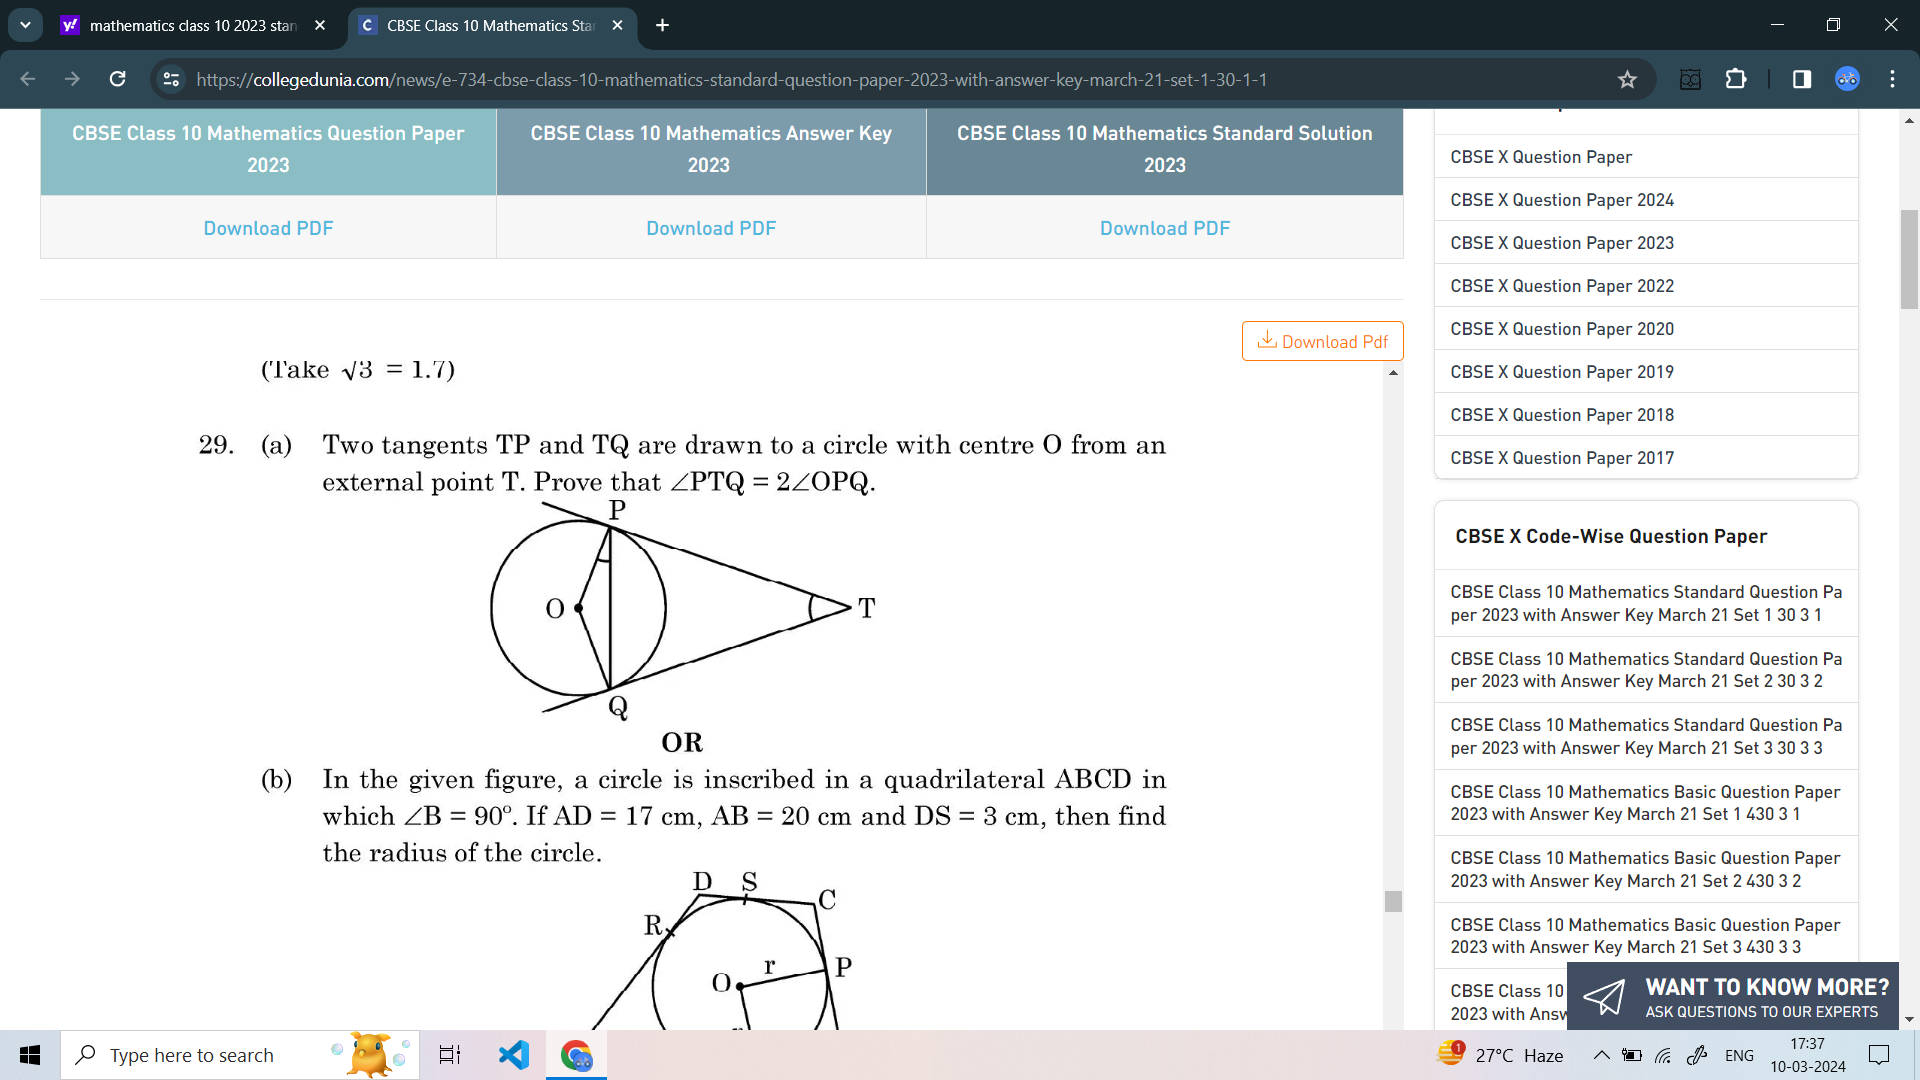 mathematics class 10 2023 stan
CBSE Class 10 Mathematics Star
https://collegedunia.com/news/e-734-cbse-class-10-mathematics-standard-question-paper-2023-with-answer-key-march-21-set-1-30-1-1
CBSE Class 10 Mathematics Question Paper 2023
CBSE Class 10 Mathematics Answer Key 2023
CBSE Class 10 Mathematics Standard Solution 2023
Download PDF
Download PDF
Download PDF
Download Pdf
(Take √3 = 1.7)
29. (a) Two tangents TP and TQ are drawn to a circle with centre O from an
external point T. Prove that ∠PTQ = 2∠OPQ.
P
O
T
Q
OR
(b) In the given figure, a circle is inscribed in a quadrilateral ABCD in
which ∠B = 90°. If AD = 17 cm, AB = 20 cm and DS = 3 cm, then find
the radius of the circle.
D S
C
R
r
P
O
CBSE X Question Paper
CBSE X Question Paper 2024
CBSE X Question Paper 2023
CBSE X Question Paper 2022
CBSE X Question Paper 2020
CBSE X Question Paper 2019
CBSE X Question Paper 2018
CBSE X Question Paper 2017
CBSE X Code-Wise Question Paper
CBSE Class 10 Mathematics Standard Question Pa
per 2023 with Answer Key March 21 Set 1 30 3 1
CBSE Class 10 Mathematics Standard Question Pa
per 2023 with Answer Key March 21 Set 2 30 3 2
CBSE Class 10 Mathematics Standard Question Pa
per 2023 with Answer Key March 21 Set 3 30 3 3
CBSE Class 10 Mathematics Basic Question Paper
2023 with Answer Key March 21 Set 1 430 3 1
CBSE Class 10 Mathematics Basic Question Paper
2023 with Answer Key March 21 Set 2 430 3 2
CBSE Class 10 Mathematics Basic Question Paper
2023 with Answer Key March 21 Set 3 430 3 3
CBSE Class 10
2023 with Answ
WANT TO KNOW MORE?
ASK QUESTIONS TO OUR EXPERTS
Type here to search
1
27°C Haze
ENG
17:37
10-03-2024